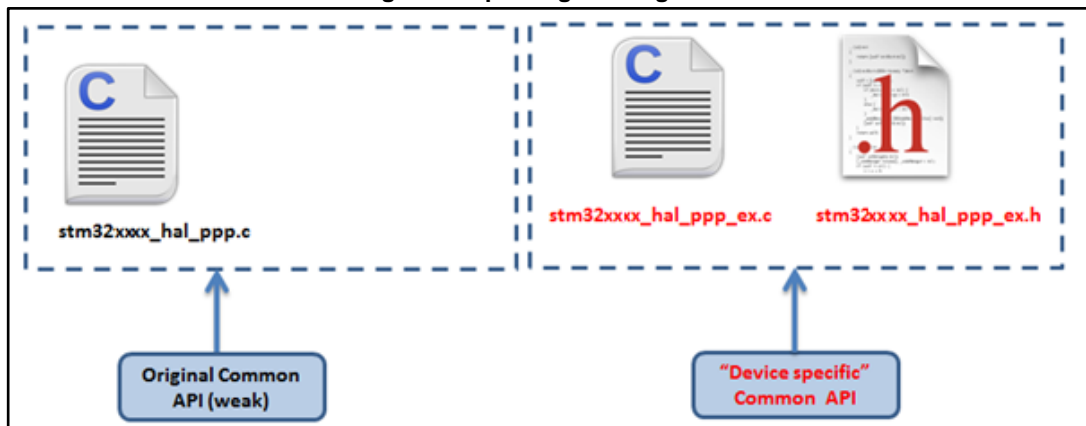 C
stm32xxxx_hal_ppp.c
C
.h
stm32xxxx_hal_ppp_ex.c
stm32xxxx_hal_ppp_ex.h
Original Common
API (weak)
“Device specific”
Common API